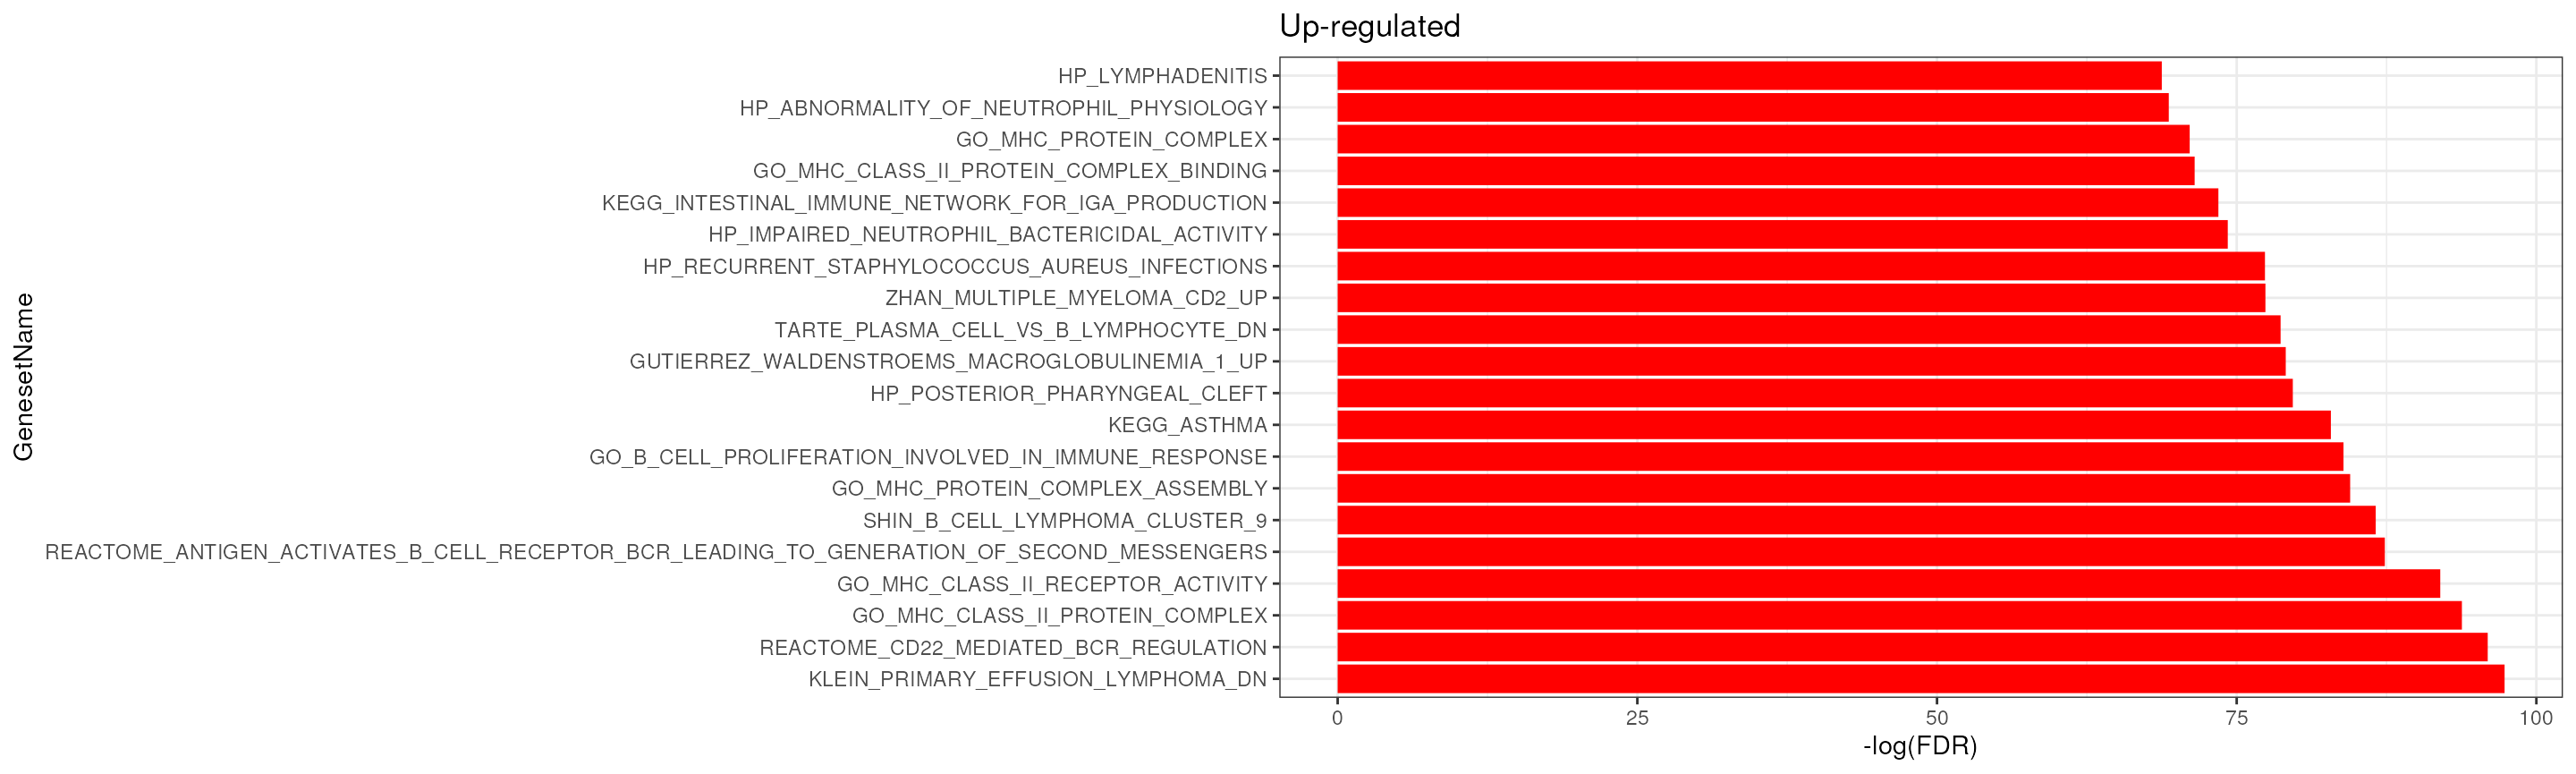 Up-regulated
GenesetName
HP_LYMPHADENITIS
HP_ABNORMALITY_OF_NEUTROPHIL_PHYSIOLOGY
GO_MHC_PROTEIN_COMPLEX
GO_MHC_CLASS_II_PROTEIN_COMPLEX_BINDING
KEGG_INTESTINAL_IMMUNE_NETWORK_FOR_IGA_PRODUCTION
HP_IMPAIRED_NEUTROPHIL_BACTERICIDAL_ACTIVITY
HP_RECURRENT_STAPHYLOCOCCUS_AUREUS_INFECTIONS
ZHAN_MULTIPLE_MYELOMA_CD2_UP
TARTE_PLASMA_CELL_VS_B_LYMPHOCYTE_DN
GUTIERREZ_WALDENSTROEMS_MACROGLOBULINEMIA_1_UP
HP_POSTERIOR_PHARYNGEAL_CLEFT
KEGG_ASTHMA
GO_B_CELL_PROLIFERATION_INVOLVED_IN_IMMUNE_RESPONSE
GO_MHC_PROTEIN_COMPLEX_ASSEMBLY
SHIN_B_CELL_LYMPHOMA_CLUSTER_9
REACTOME_ANTIGEN_ACTIVATES_B_CELL_RECEPTOR_BCR_LEADING_TO_GENERATION_OF_SECOND_MESSENGERS
GO_MHC_CLASS_II_RECEPTOR_ACTIVITY
GO_MHC_CLASS_II_PROTEIN_COMPLEX
REACTOME_CD22_MEDIATED_BCR_REGULATION
KLEIN_PRIMARY_EFFUSION_LYMPHOMA_DN
0 25 50 75 100
-log(FDR)